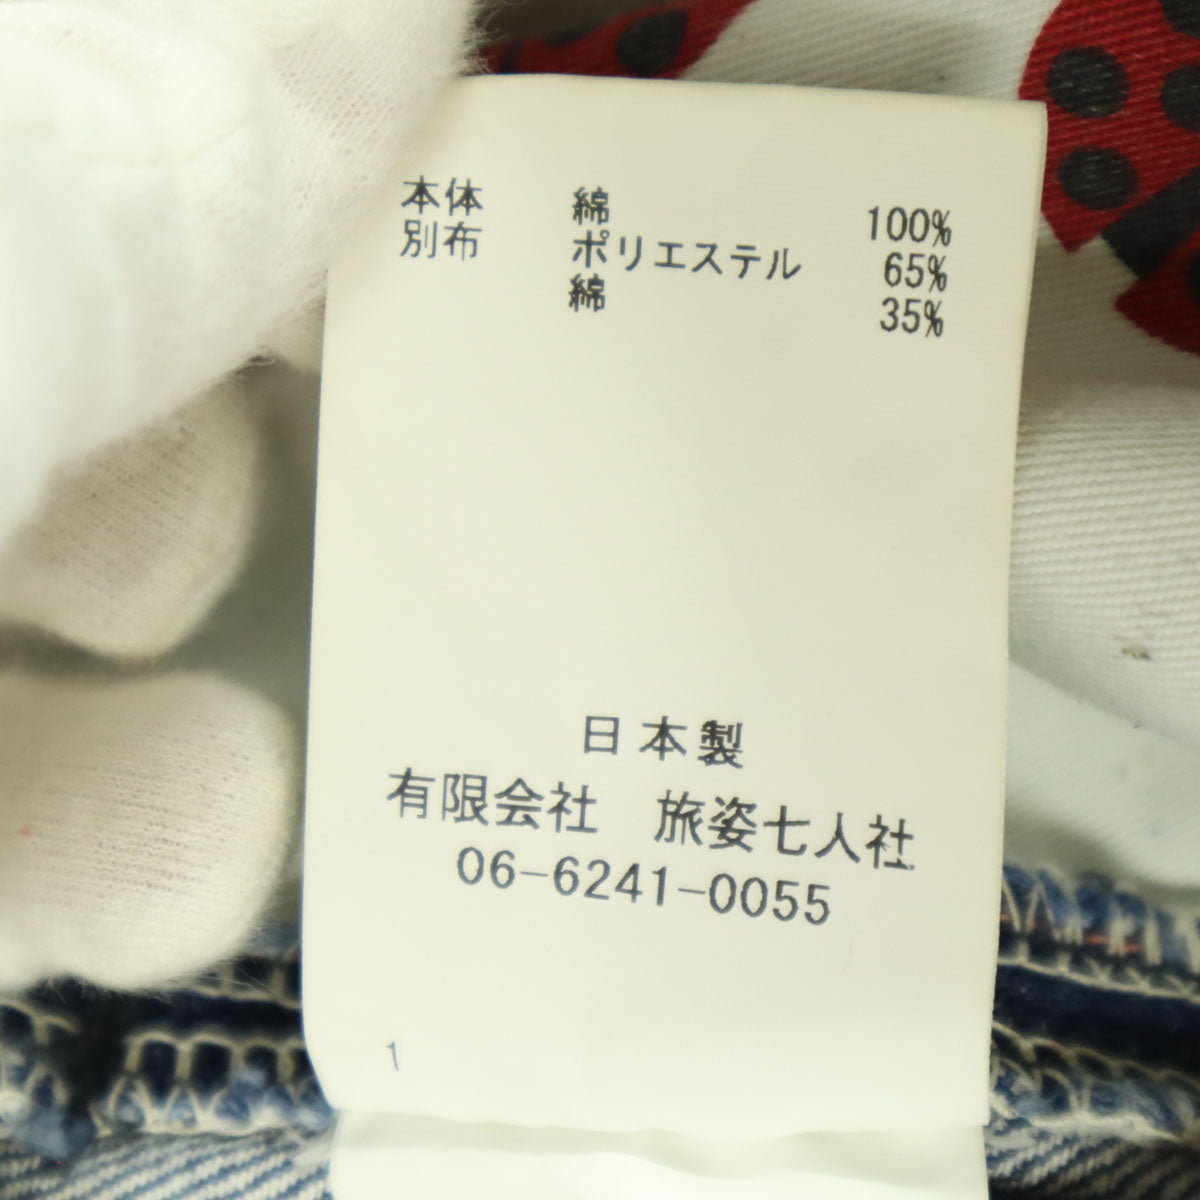 本体 綿 100%
別布 ポリエステル 65%
綿 35%
日本製
有限会社 旅姿七人社
06-6241-0055
1